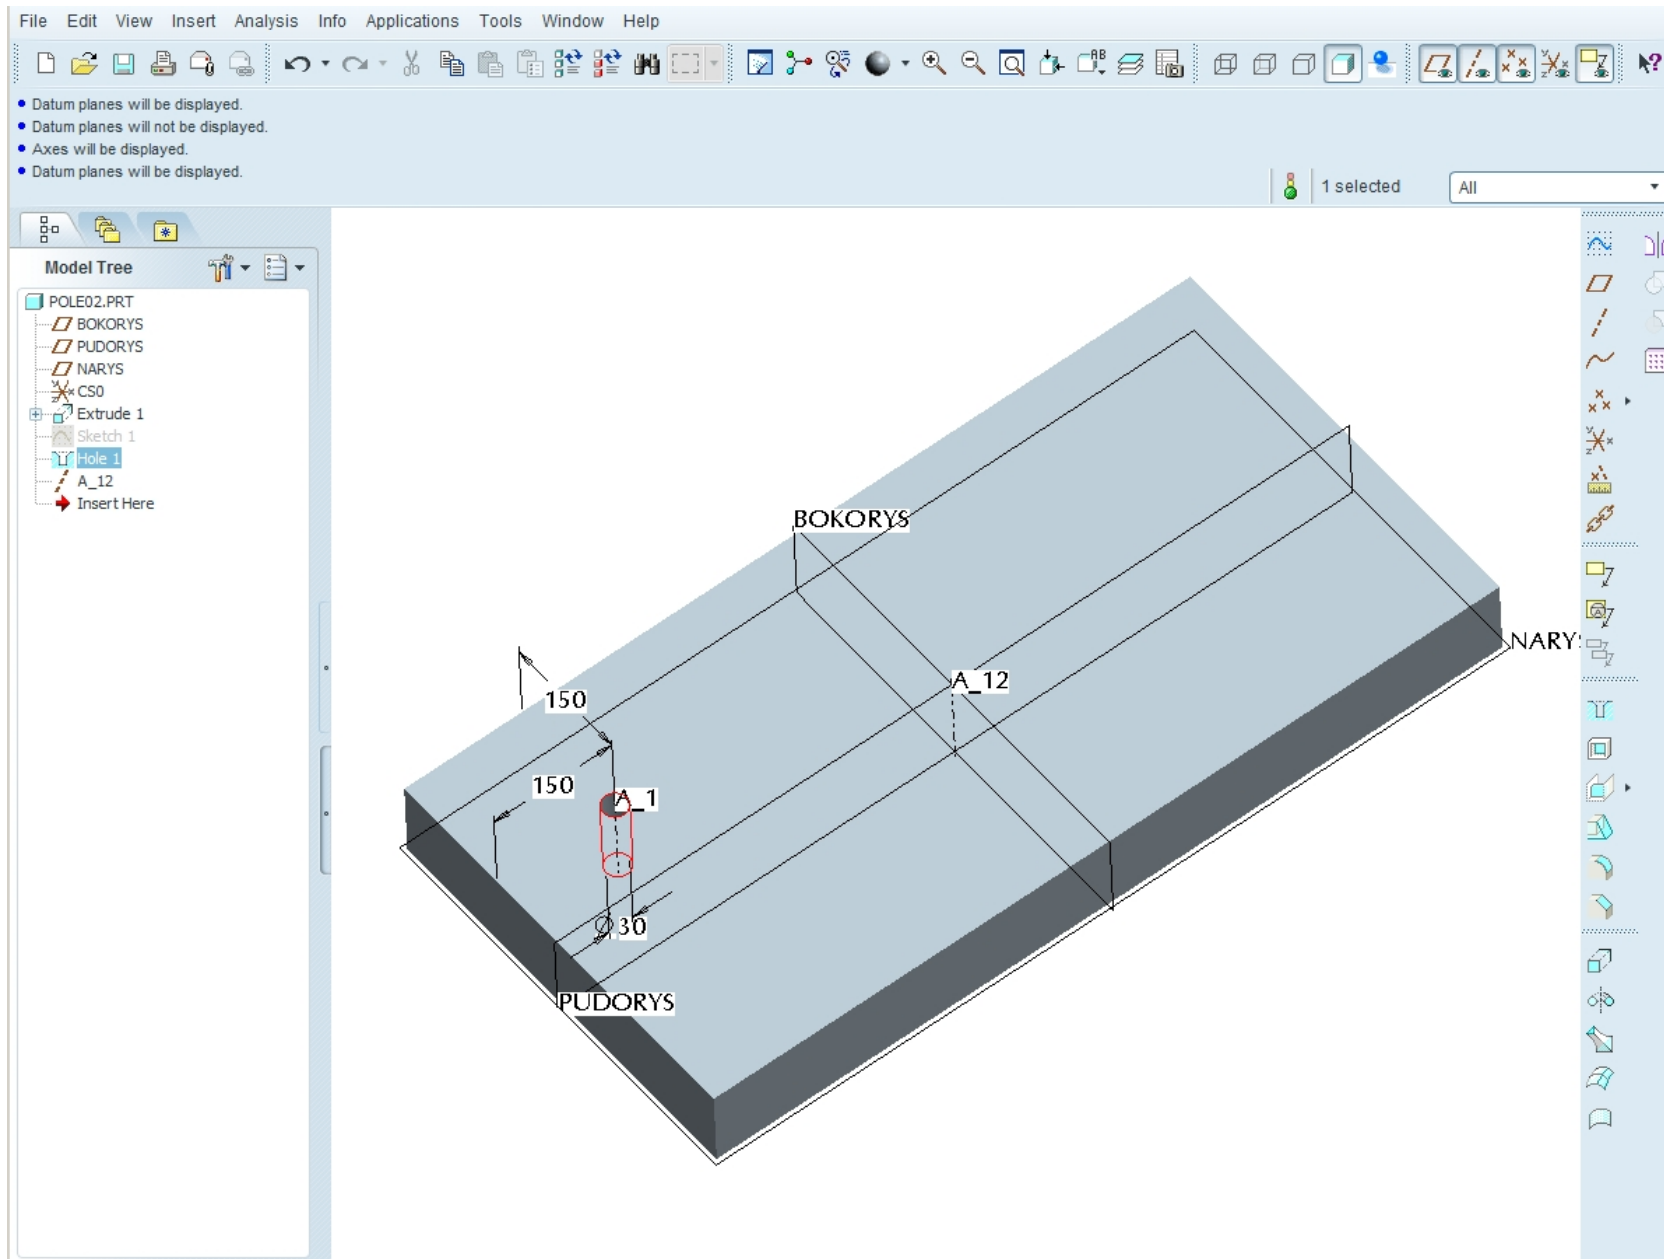 File Edit View Insert Analysis Info Applications Tools Window Help
Datum planes will be displayed.
Datum planes will not be displayed.
Axes will be displayed.
Datum planes will be displayed.
1 selected All
Model Tree
POLE02.PRT
BOKORYS
PUDORYS
NARYS
CS0
Extrude 1
Sketch 1
Hole 1
A_12
Insert Here
BOKORYS
NARYS
A_12
150
150
A_1
Ø 30
PUDORYS